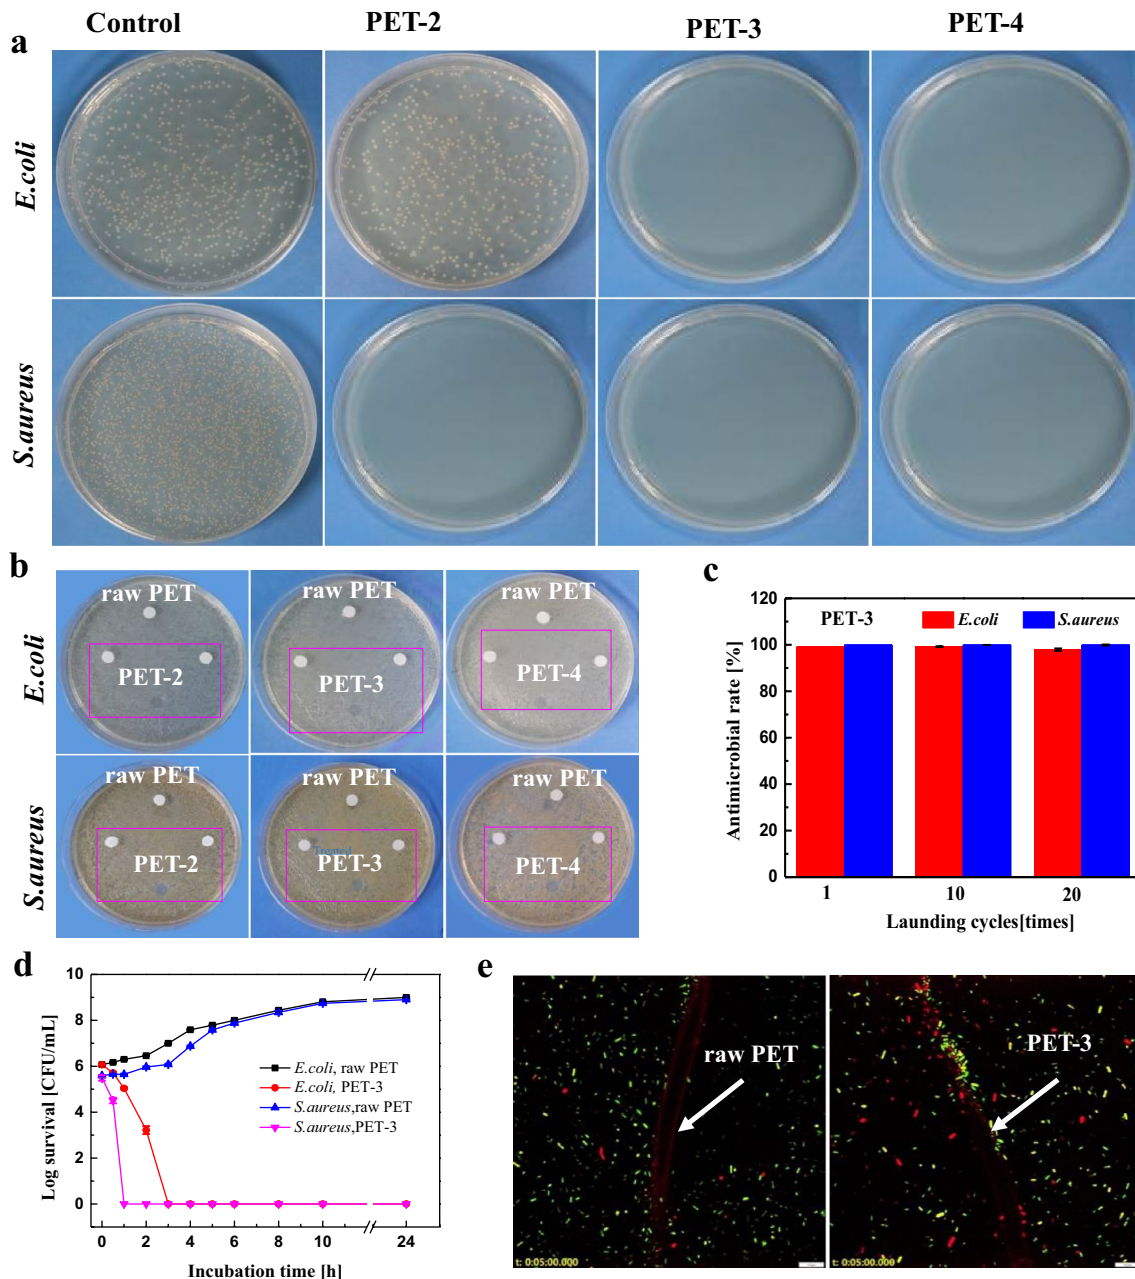 a
Control
PET-2
PET-3
PET-4
E.coli
S.aureus
b
raw PET
PET-2
raw PET
PET-3
raw PET
PET-4
E.coli
raw PET
PET-2
raw PET
Treated
PET-3
raw PET
PET-4
S.aureus
c
120
100
80
60
40
20
0
PET-3
E.coli
S.aureus
Antimicrobial rate [%]
1
10
20
Launding cycles[times]
d
10
8
6
4
2
0
Log survival [CFU/mL]
E.coli, raw PET
E.coli, PET-3
S.aureus,raw PET
S.aureus,PET-3
0
2
4
6
8
10
24
Incubation time [h]
e
raw PET
t: 0:05:00.000
PET-3
t: 0:05:00.000